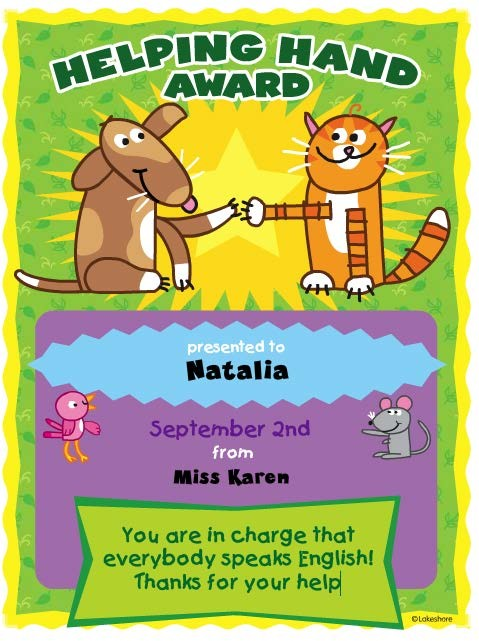 HELPING HAND
AWARD
presented to
Natalia
September 2nd
from
Miss Karen
You are in charge that
everybody speaks English!
Thanks for your help
©Lakeshore